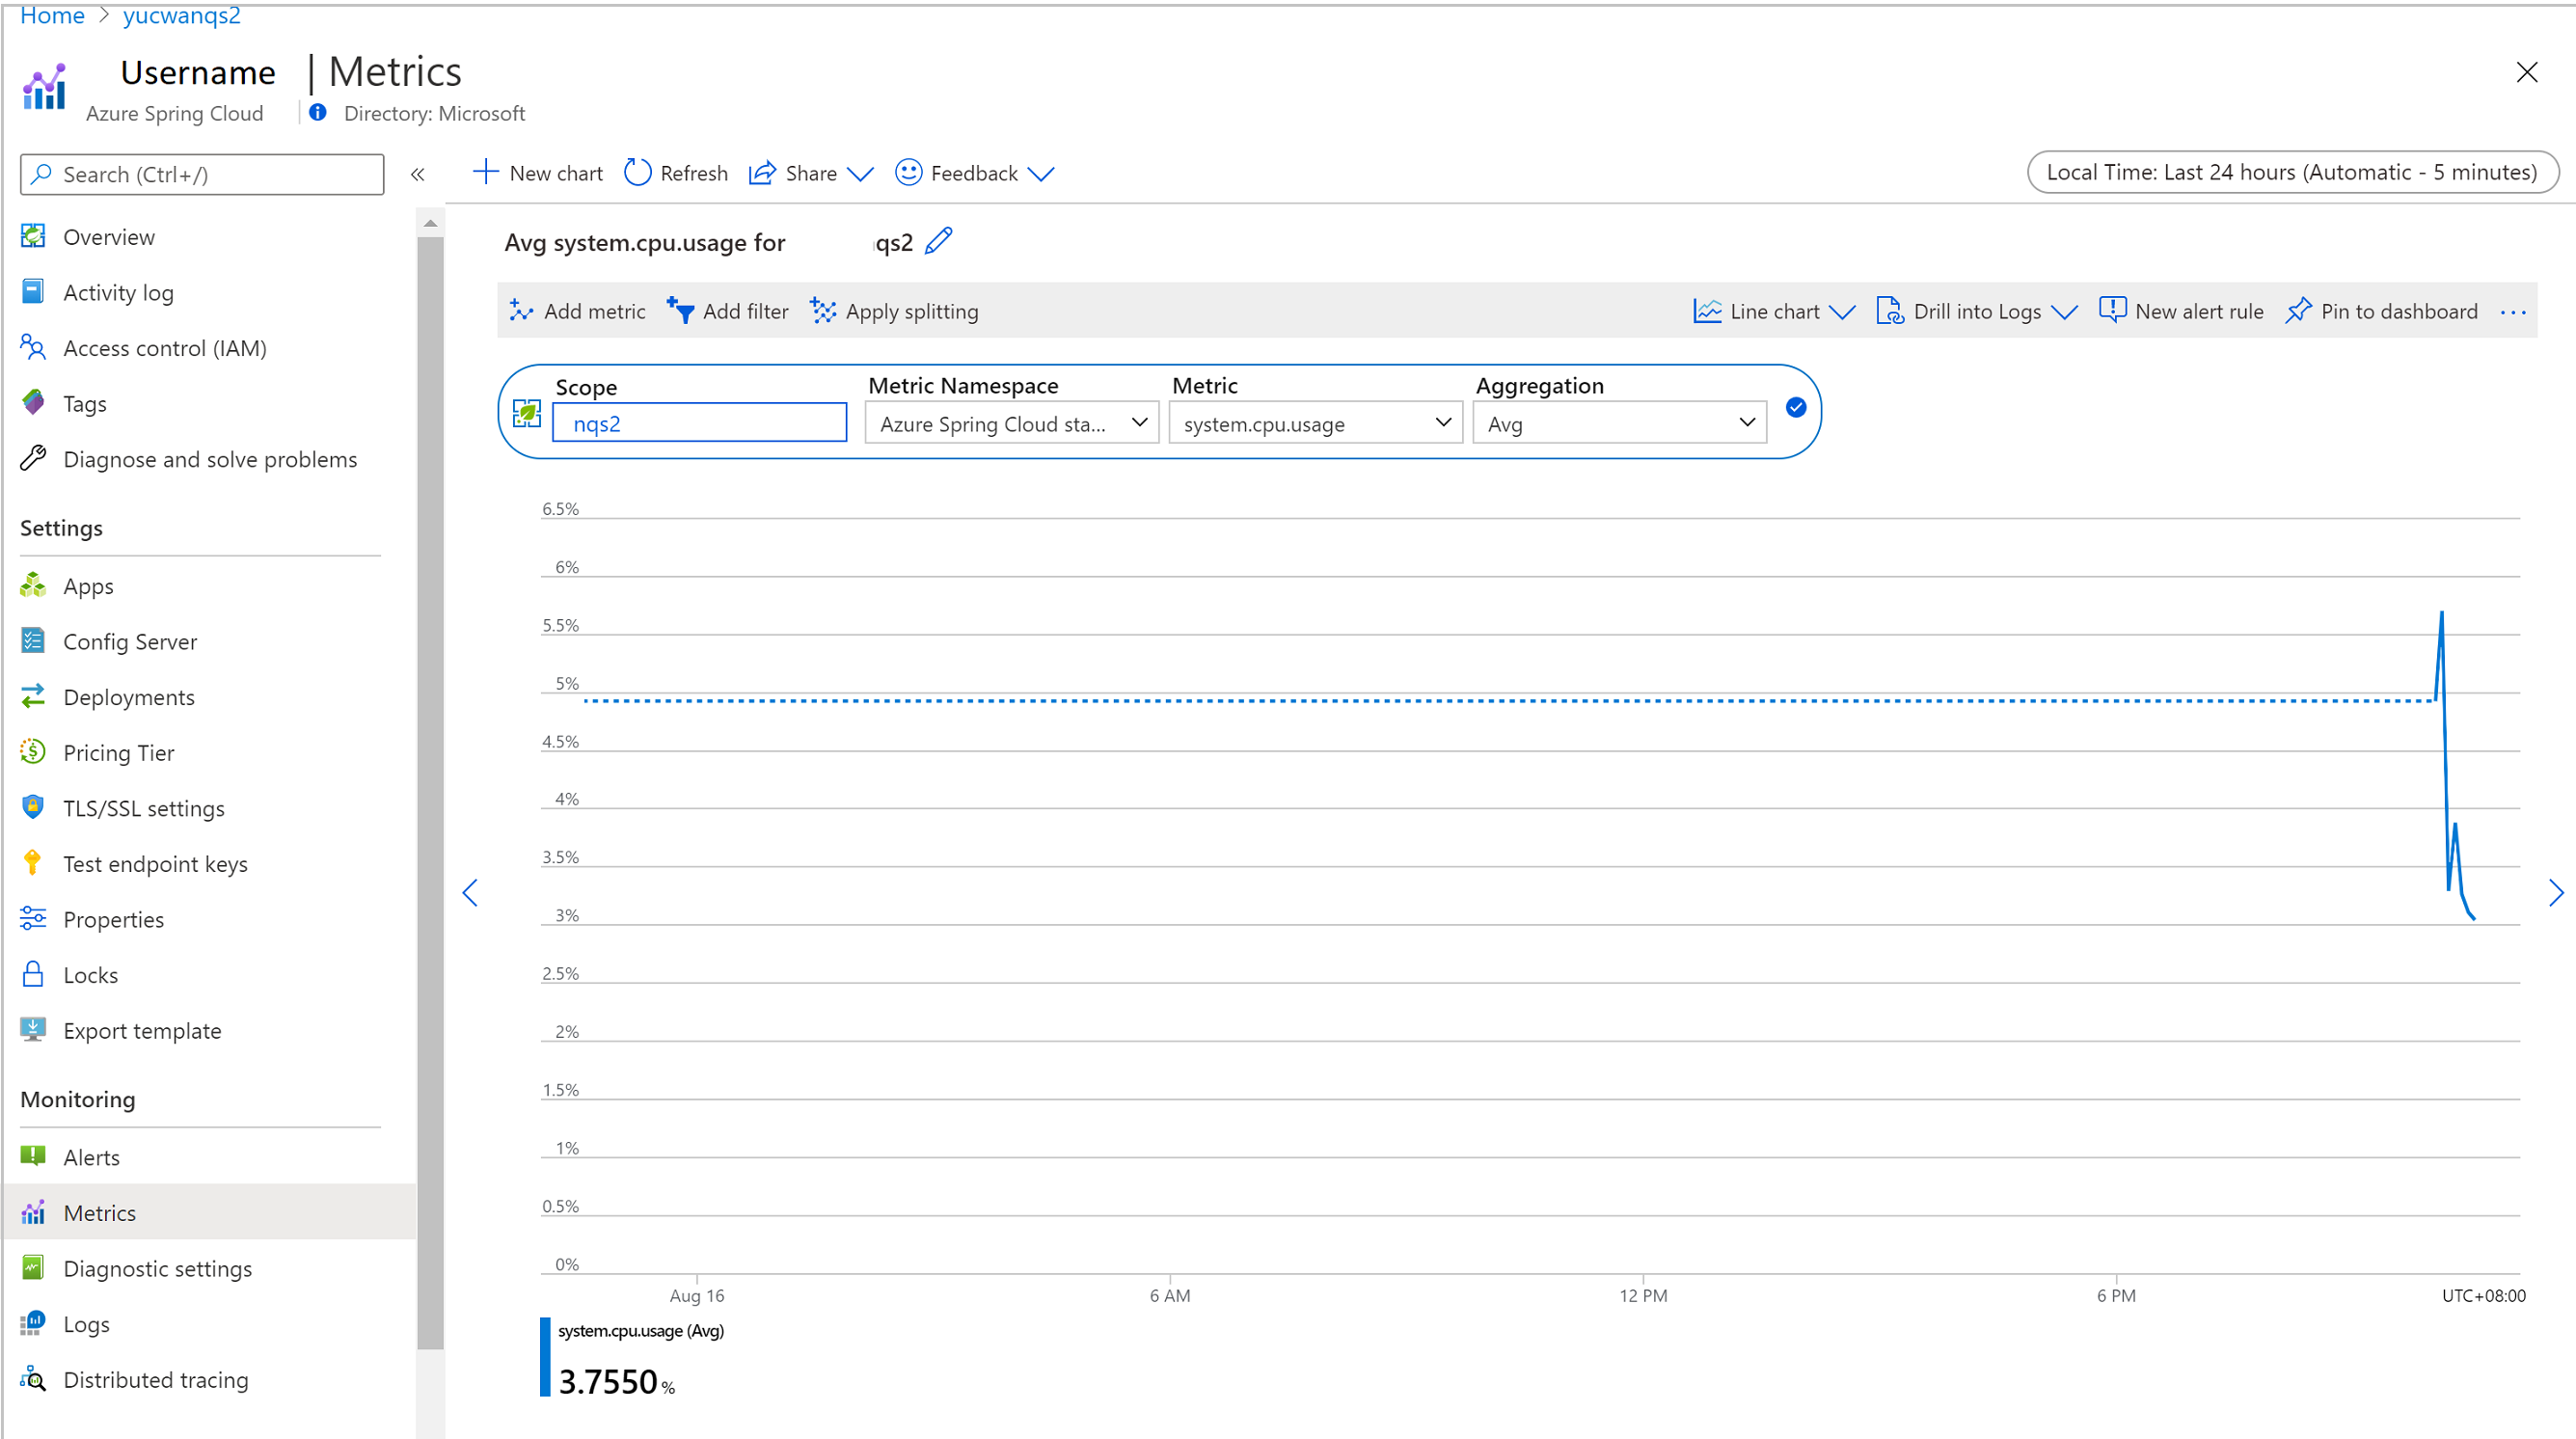 Home > yucwanqs2
Username | Metrics
Azure Spring Cloud | Directory: Microsoft
Search (Ctrl+/)
«
New chart Refresh Share Feedback
Local Time: Last 24 hours (Automatic - 5 minutes)
Overview
Activity log
Access control (IAM)
Tags
Diagnose and solve problems
Settings
Apps
Config Server
Deployments
Pricing Tier
TLS/SSL settings
Test endpoint keys
Properties
Locks
Export template
Monitoring
Alerts
Metrics
Diagnostic settings
Logs
Distributed tracing
Avg system.cpu.usage for qs2
Add metric Add filter Apply splitting
Line chart Drill into Logs New alert rule Pin to dashboard ...
Scope Metric Namespace Metric Aggregation
nqs2 Azure Spring Cloud sta... system.cpu.usage Avg
6.5%
6%
5.5%
5%
4.5%
4%
3.5%
3%
2.5%
2%
1.5%
1%
0.5%
0%
Aug 16 6 AM 12 PM 6 PM UTC+08:00
system.cpu.usage (Avg)
3.7550 %